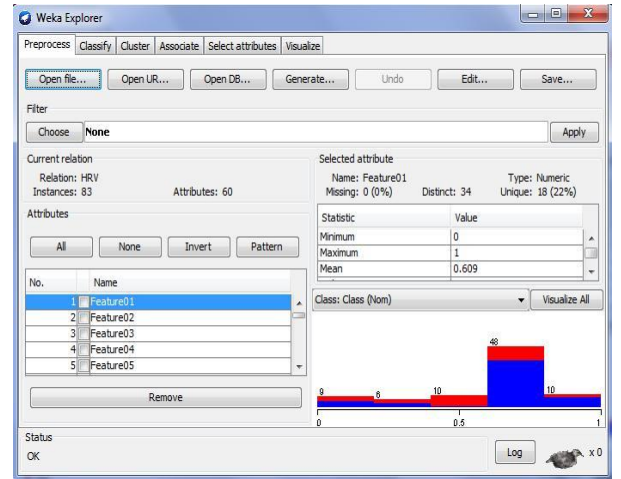 Weka Explorer
Preprocess Classify Cluster Associate Select attributes Visualize
Open file... Open UR... Open DB... Generate... Undo Edit... Save...
Filter
Choose None Apply
Current relation
Relation: HRV
Instances: 83 Attributes: 60
Selected attribute
Name: Feature01 Type: Numeric
Missing: 0 (0%) Distinct: 34 Unique: 18 (22%)
Attributes
All None Invert Pattern
No. Name
1 Feature01
2 Feature02
3 Feature03
4 Feature04
5 Feature05
Remove
Statistic Value
Minimum 0
Maximum 1
Mean 0.609
Class: Class (Nom) Visualize All
48
9 6 10 10
0 0.5 1
Status
OK
Log x 0